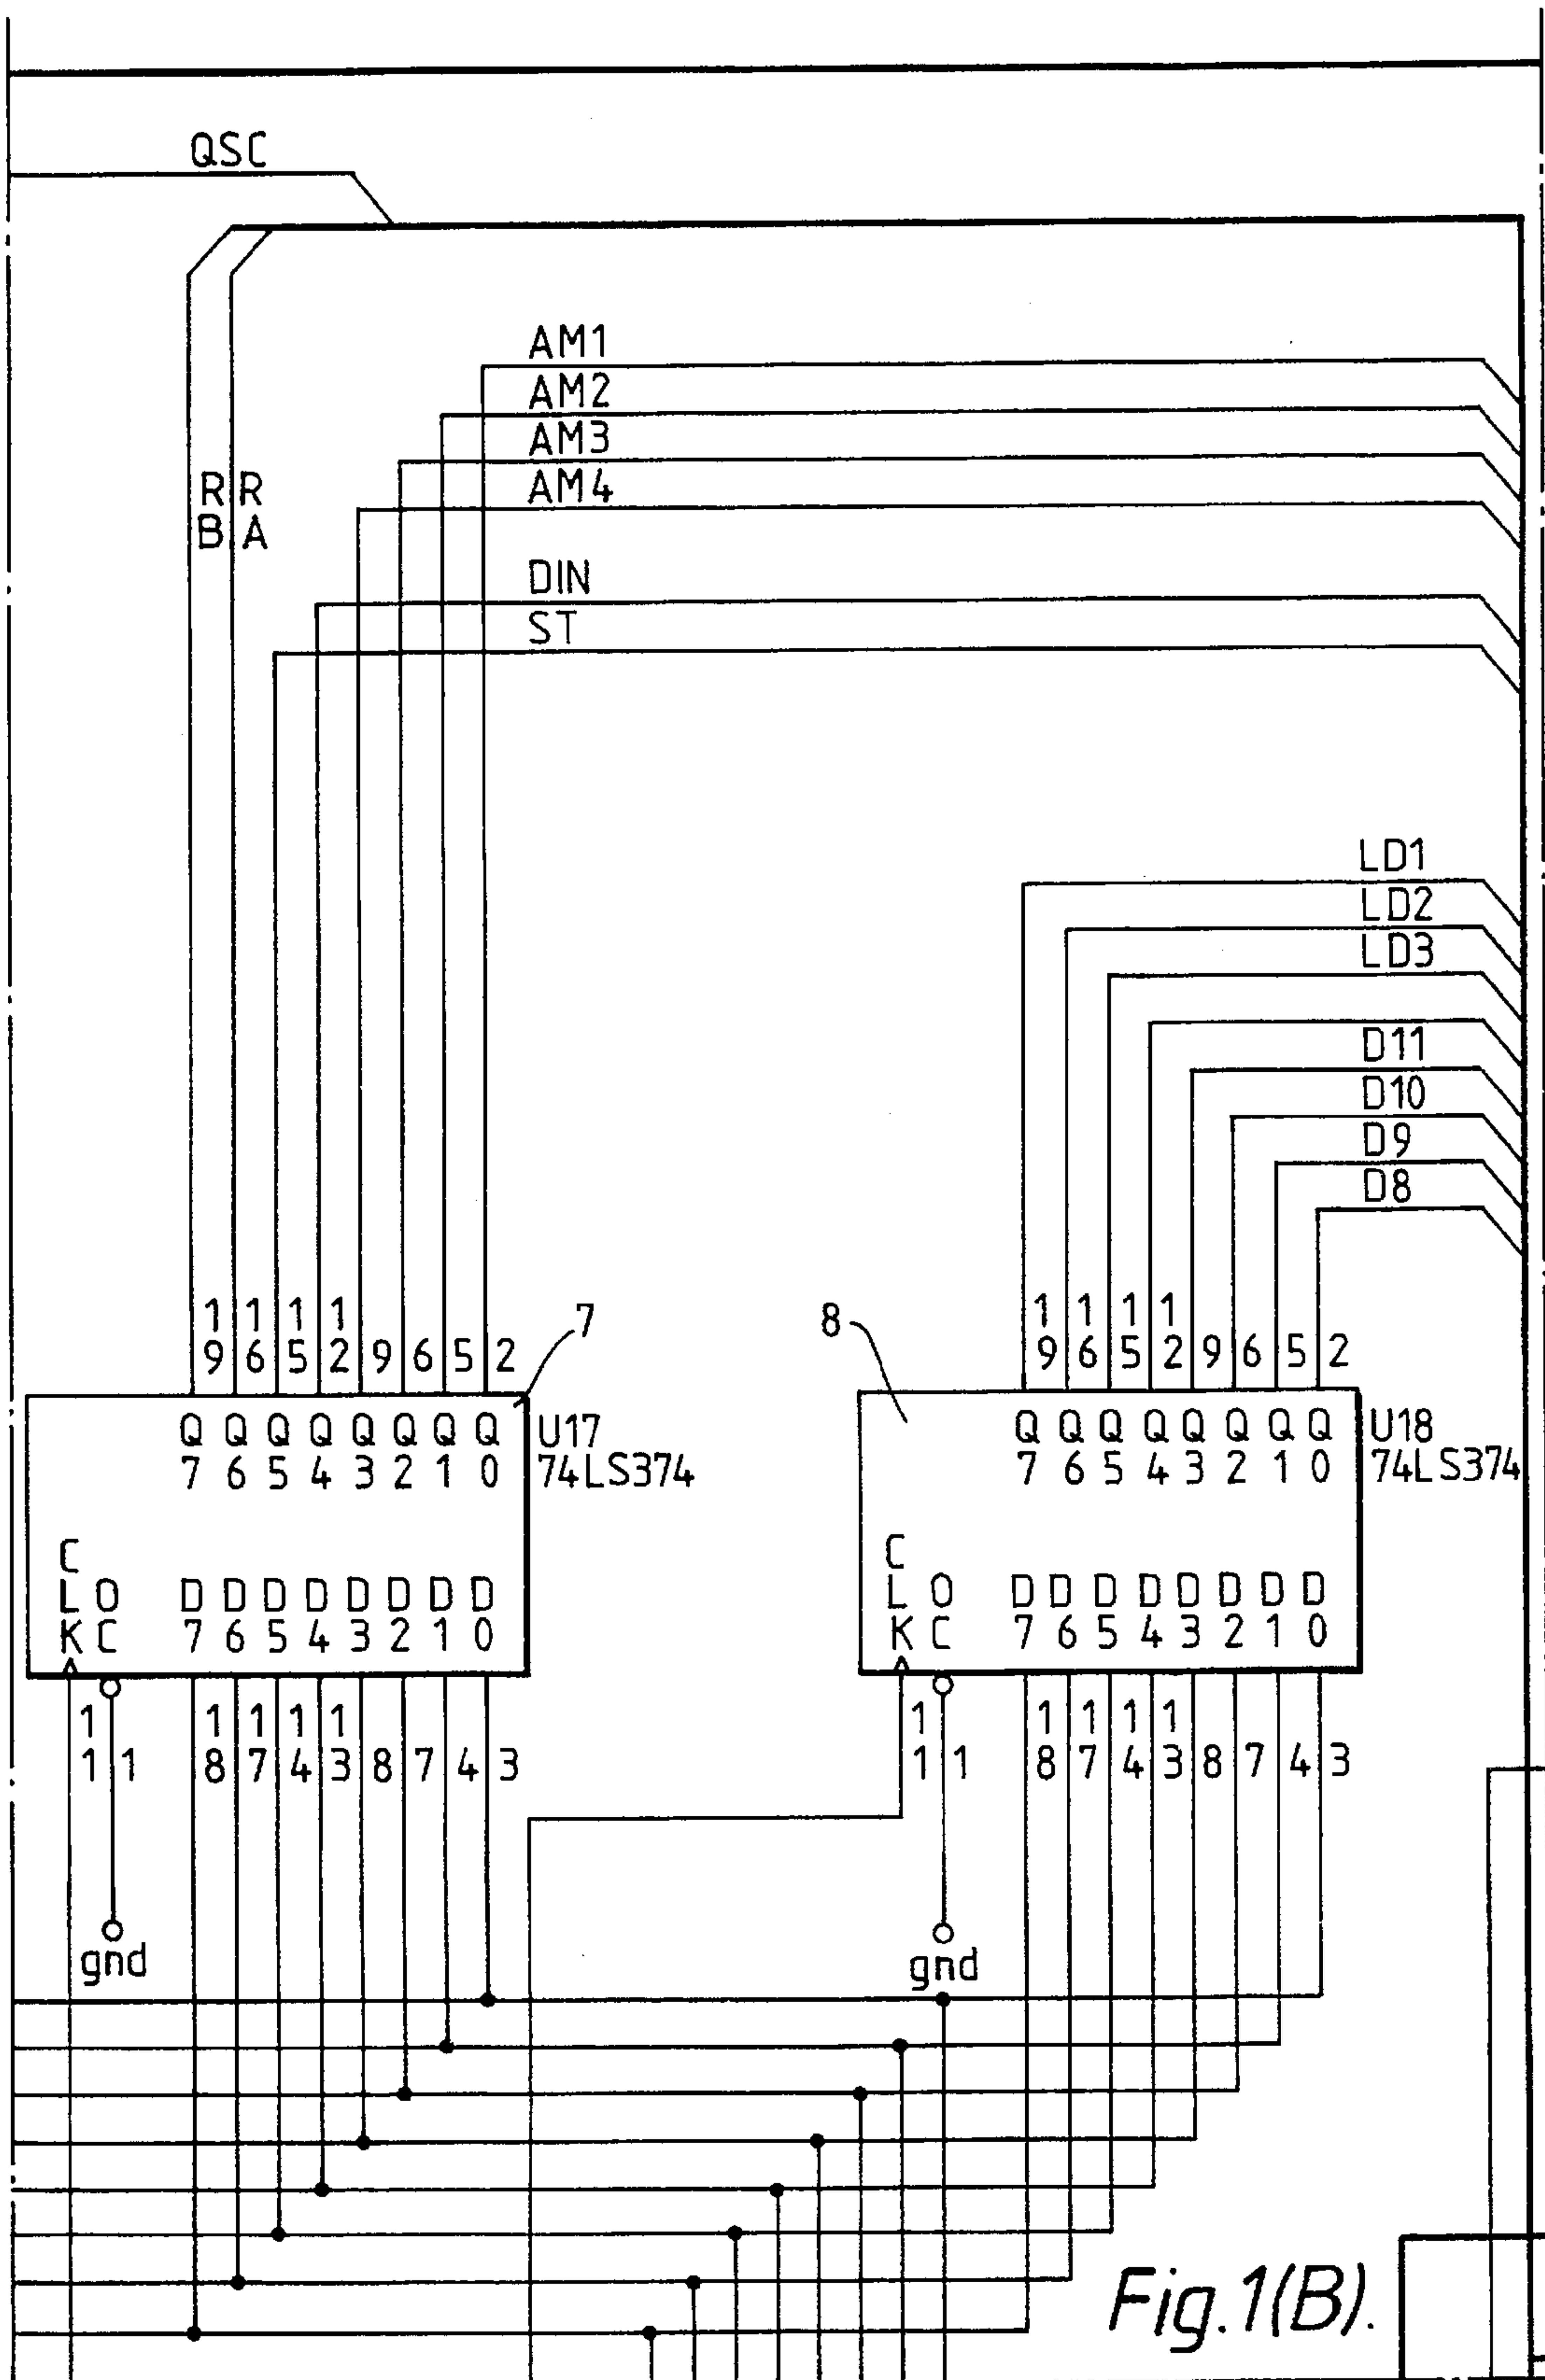 QSC
AM1
AM2
AM3
AM4
R R
B A
DIN
ST
LD1
LD2
LD3
D11
D10
D9
D8
1 1 1 1
9 6 5 2 9 6 5 2
7
8
1 1 1 1
9 6 5 2 9 6 5 2
Q Q Q Q Q Q Q Q
7 6 5 4 3 2 1 0
U17
74LS374
C
L O
K C
D D D D D D D D
7 6 5 4 3 2 1 0
Q Q Q Q Q Q Q Q
7 6 5 4 3 2 1 0
U18
74LS374
C
L O
K C
D D D D D D D D
7 6 5 4 3 2 1 0
1 1 1 1 1
1 1 8 7 4 3 8 7 4 3
1 1 1 1 1
1 1 8 7 4 3 8 7 4 3
gnd
gnd
Fig.1(B).